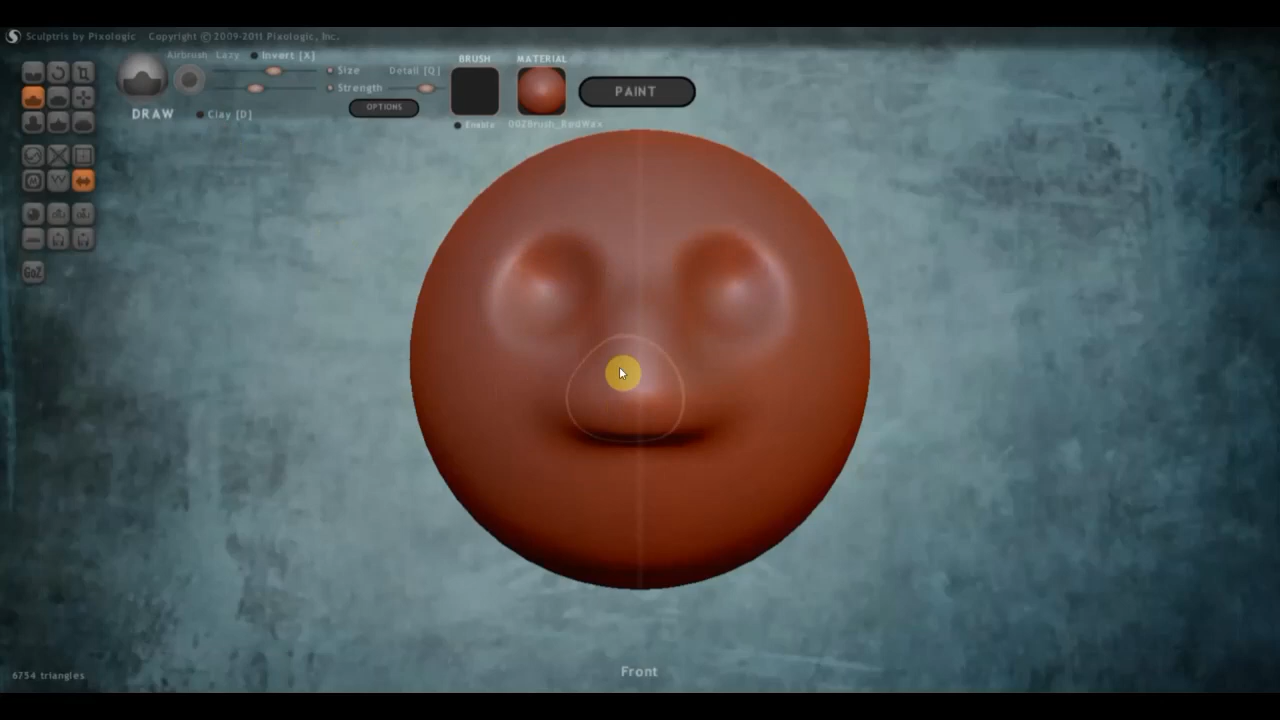 Sculptris by Pixologic Copyright © 2009-2011 Pixologic, Inc.
Airbrush Lazy Invert [X]
BRUSH MATERIAL
Size Detail [Q]
Strength
PAINT
OPTIONS
DRAW Clay [D]
Enable 00ZBrush_RedWax
GoZ
6754 triangles
Front